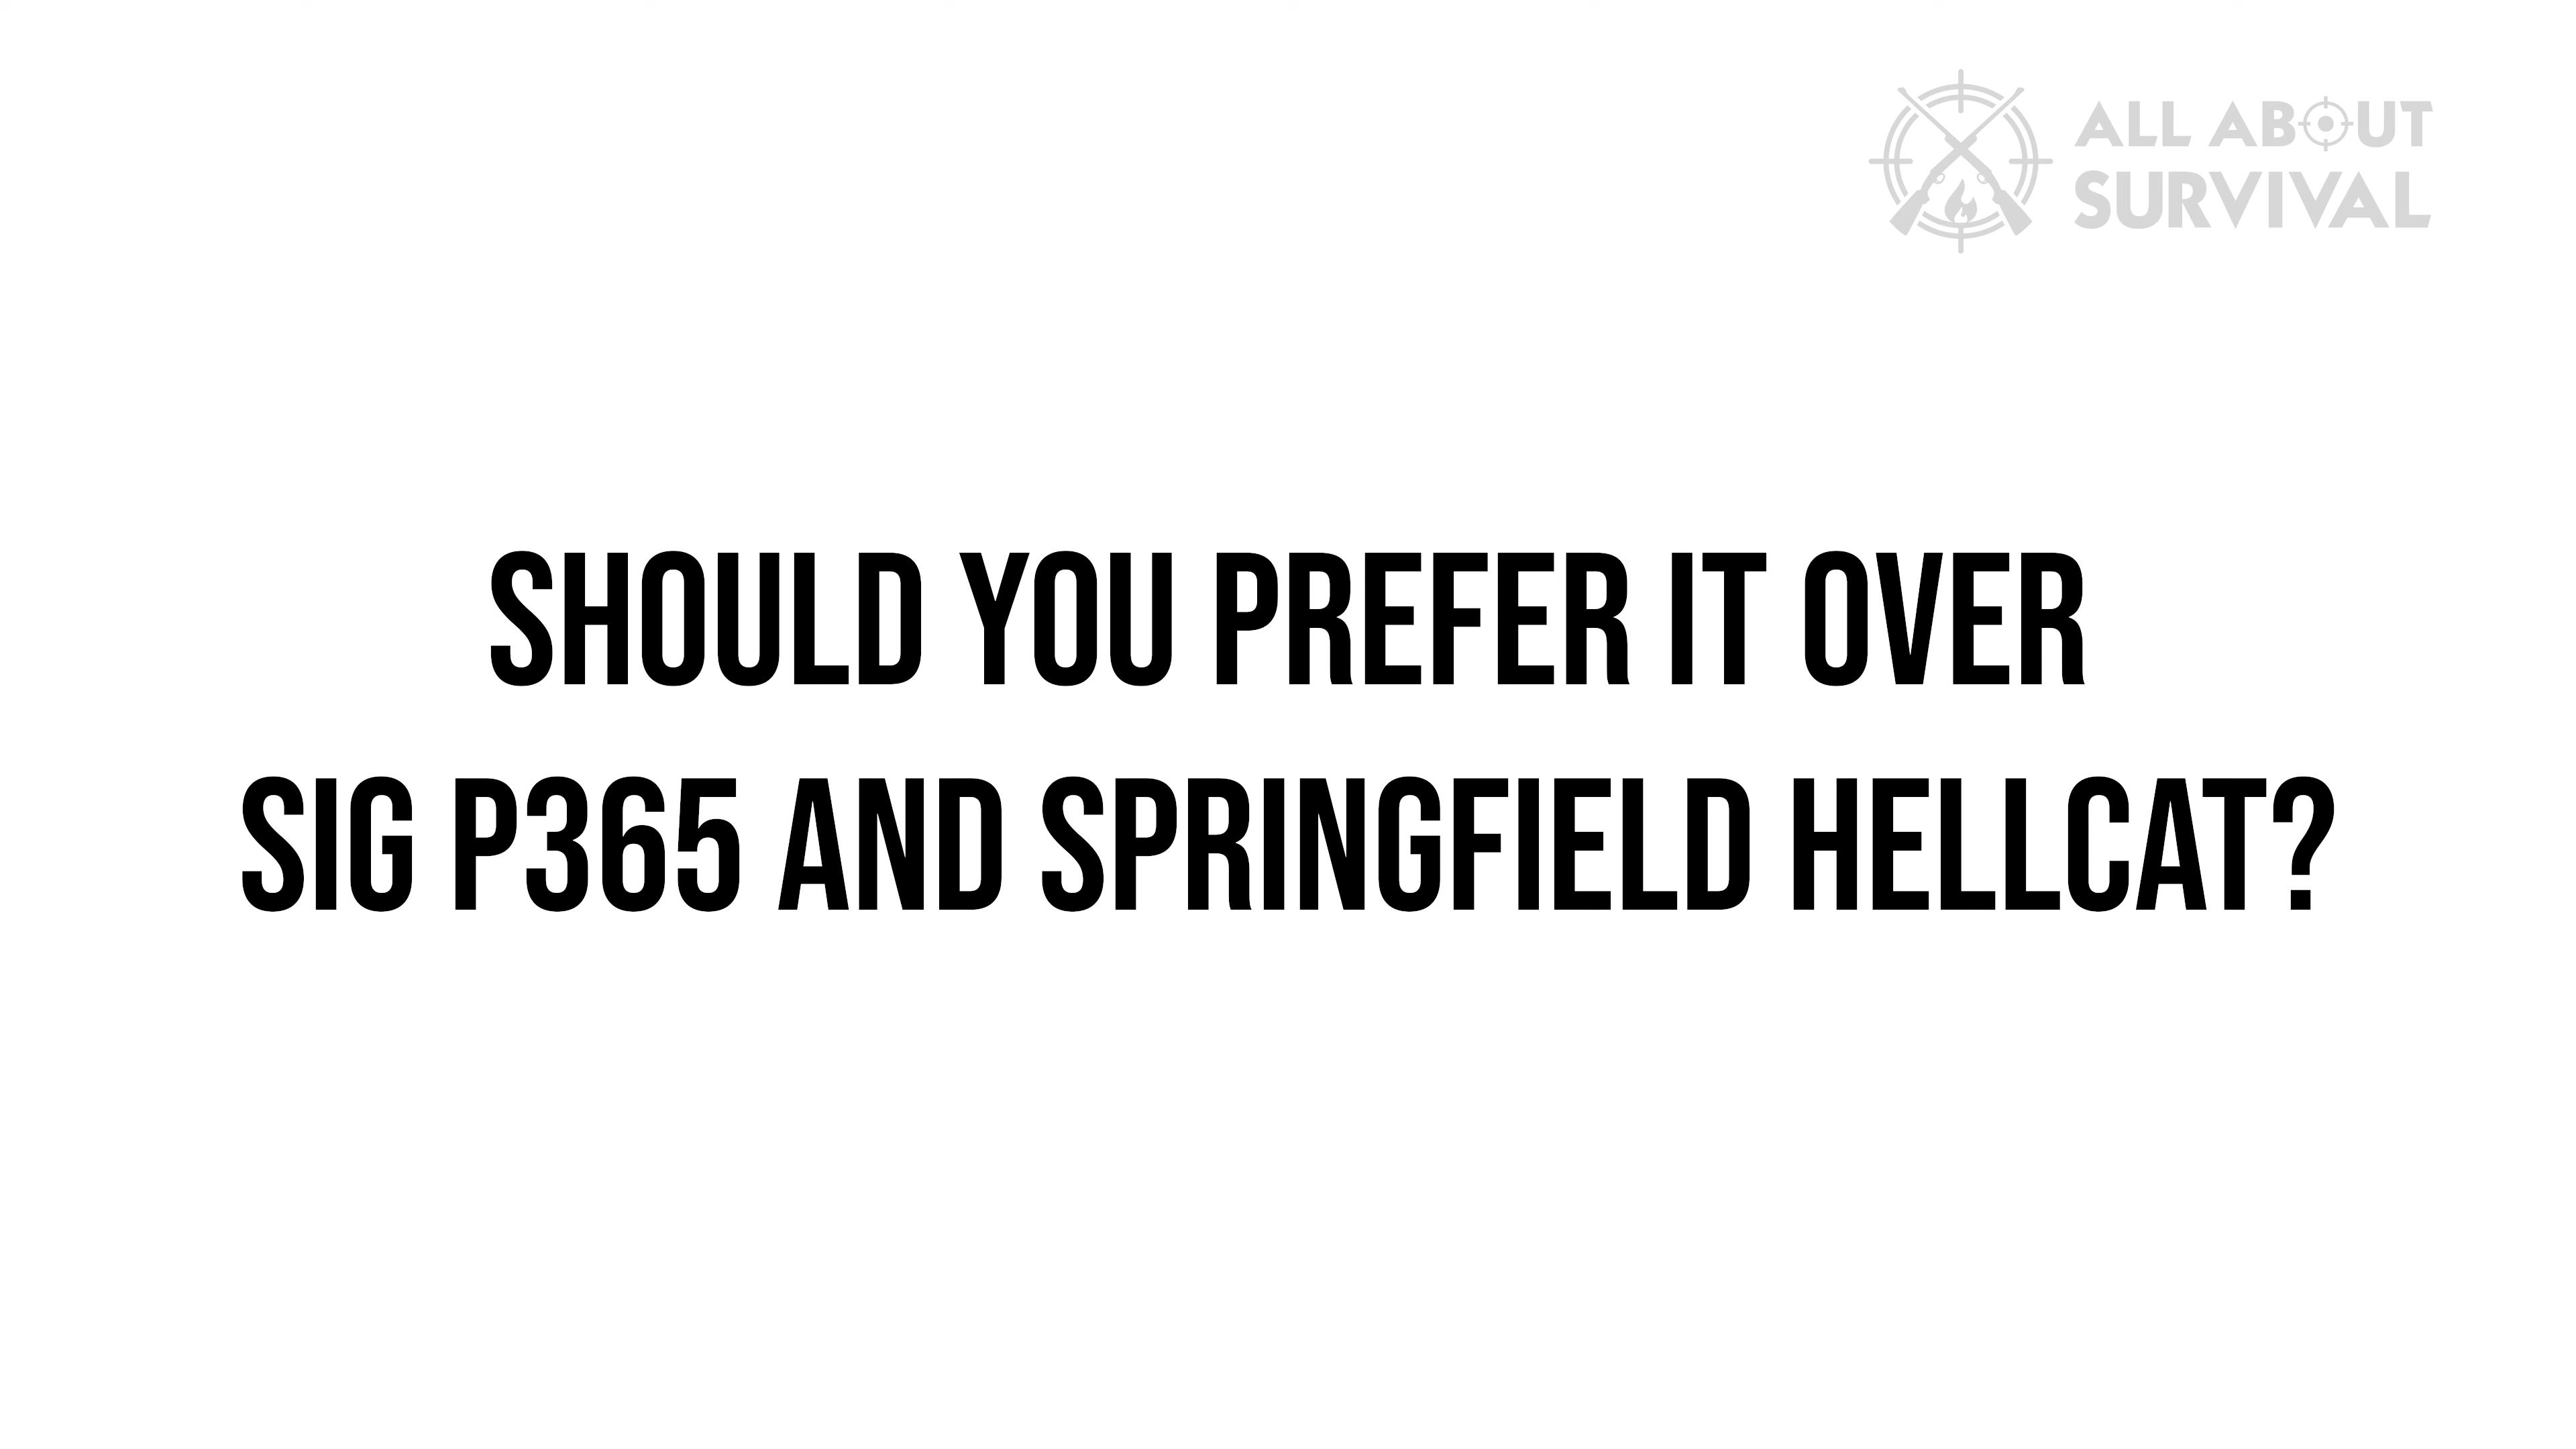 ALL ABOUT
SURVIVAL
SHOULD YOU PREFER IT OVER
SIG P365 AND SPRINGFIELD HELLCAT?